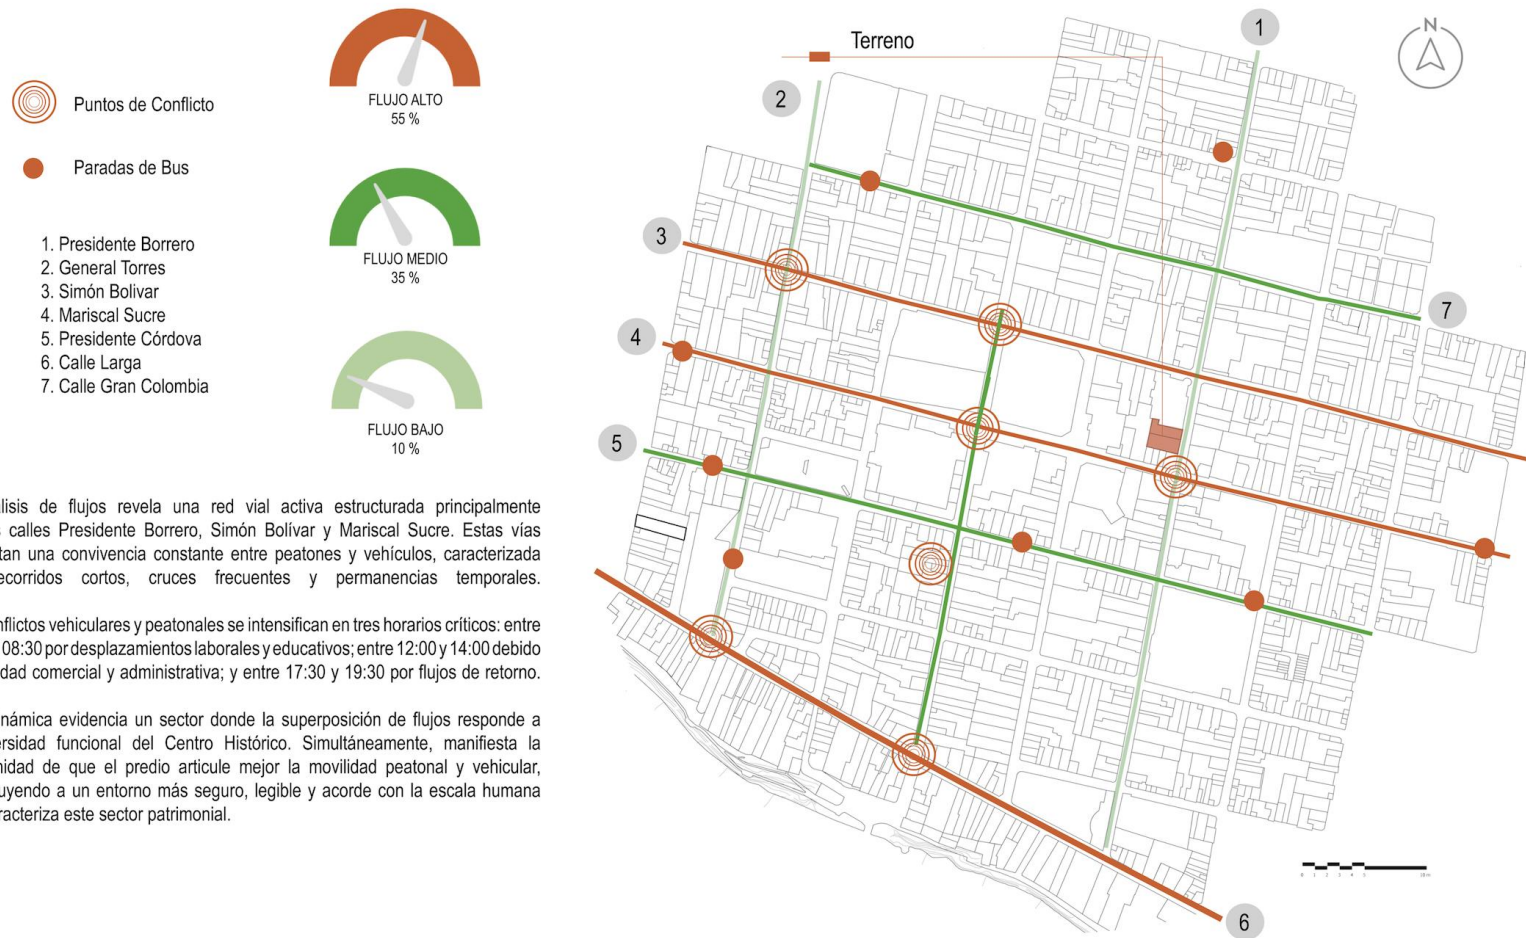 Puntos de Conflicto
Paradas de Bus
1. Presidente Borrero
2. General Torres
3. Simón Bolivar
4. Mariscal Sucre
5. Presidente Córdova
6. Calle Larga
7. Calle Gran Colombia
FLUJO ALTO
55 %
FLUJO MEDIO
35 %
FLUJO BAJO
10 %
lisis de flujos revela una red vial activa estructurada principalmente
s calles Presidente Borrero, Simón Bolívar y Mariscal Sucre. Estas vías
tan una convivencia constante entre peatones y vehículos, caracterizada
ecorridos cortos, cruces frecuentes y permanencias temporales.
nflictos vehiculares y peatonales se intensifican en tres horarios críticos: entre
08:30 por desplazamientos laborales y educativos; entre 12:00 y 14:00 debido
dad comercial y administrativa; y entre 17:30 y 19:30 por flujos de retorno.
námica evidencia un sector donde la superposición de flujos responde a
ersidad funcional del Centro Histórico. Simultáneamente, manifiesta la
nidad de que el predio articule mejor la movilidad peatonal y vehicular,
uyendo a un entorno más seguro, legible y acorde con la escala humana
racteriza este sector patrimonial.
Terreno
N
1
2
3
4
5
6
7